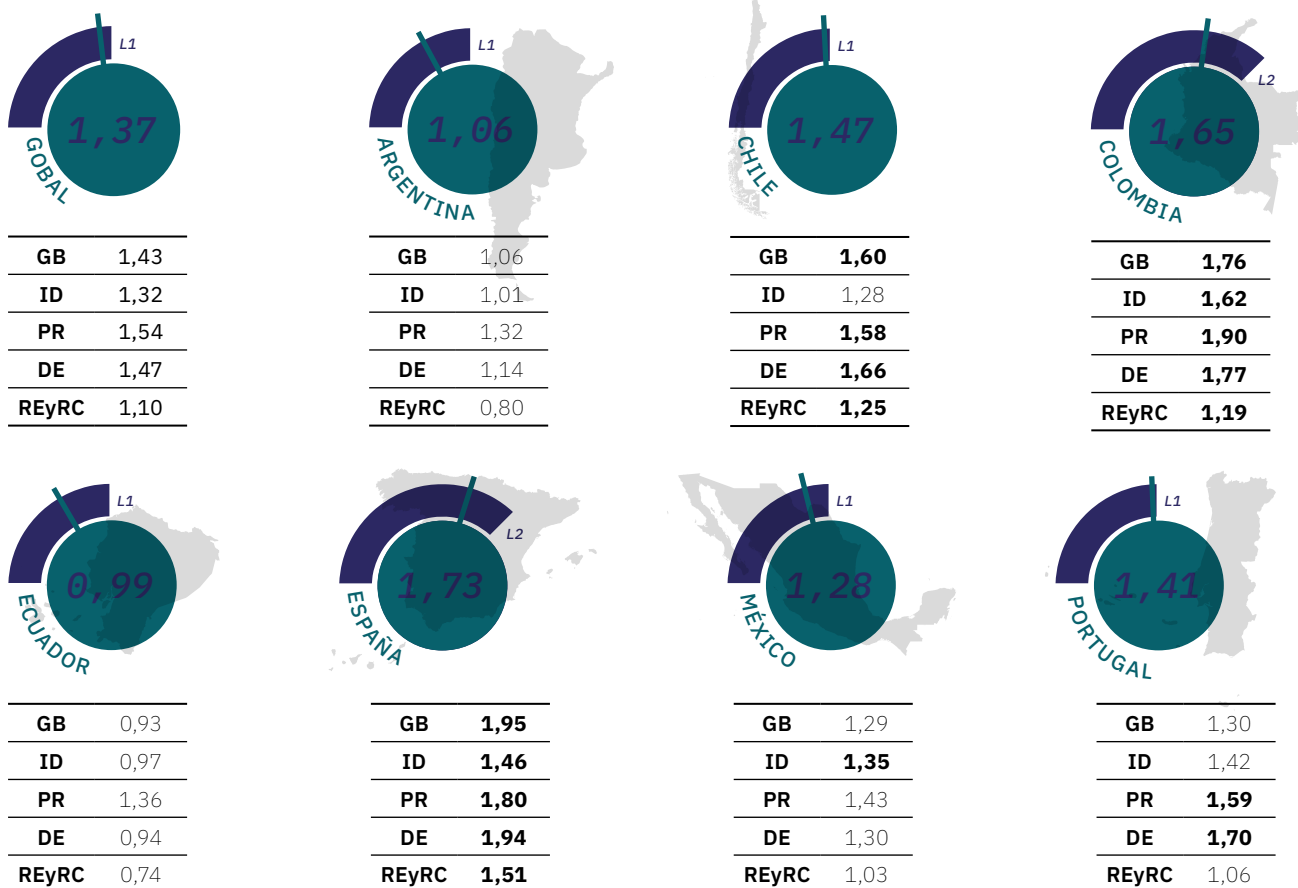 L1
1,37
GOBAL
GB 1,43
ID 1,32
PR 1,54
DE 1,47
REyRC 1,10
L1
1,06
ARGENTINA
GB 1,06
ID 1,01
PR 1,32
DE 1,14
REyRC 0,80
L1
1,47
CHILE
GB 1,60
ID 1,28
PR 1,58
DE 1,66
REyRC 1,25
L2
1,65
COLOMBIA
GB 1,76
ID 1,62
PR 1,90
DE 1,77
REyRC 1,19
L1
0,99
ECUADOR
GB 0,93
ID 0,97
PR 1,36
DE 0,94
REyRC 0,74
L2
1,73
ESPAÑA
GB 1,95
ID 1,46
PR 1,80
DE 1,94
REyRC 1,51
L1
1,28
MÉXICO
GB 1,29
ID 1,35
PR 1,43
DE 1,30
REyRC 1,03
L1
1,41
PORTUGAL
GB 1,30
ID 1,42
PR 1,59
DE 1,70
REyRC 1,06